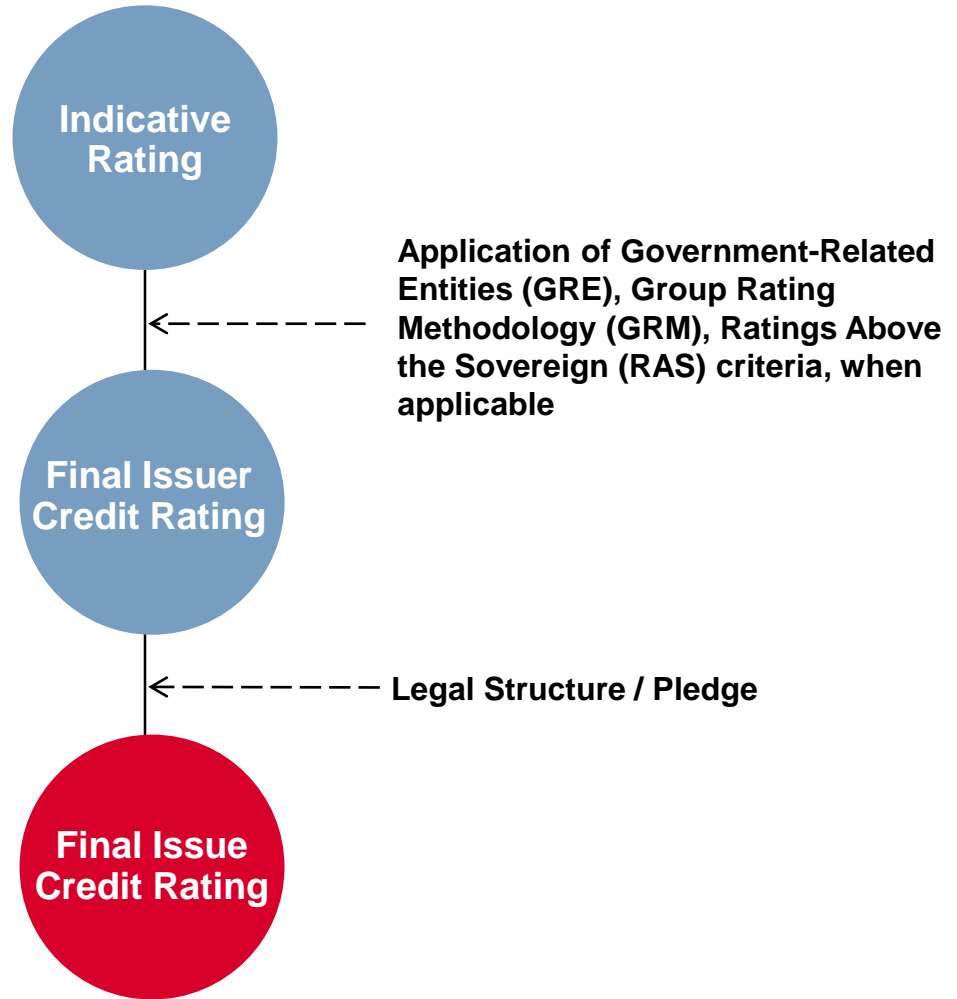 Indicative
Rating
Application of Government-Related
Entities (GRE), Group Rating
Methodology (GRM), Ratings Above
the Sovereign (RAS) criteria, when
applicable
Final Issuer
Credit Rating
Legal Structure / Pledge
Final Issue
Credit Rating